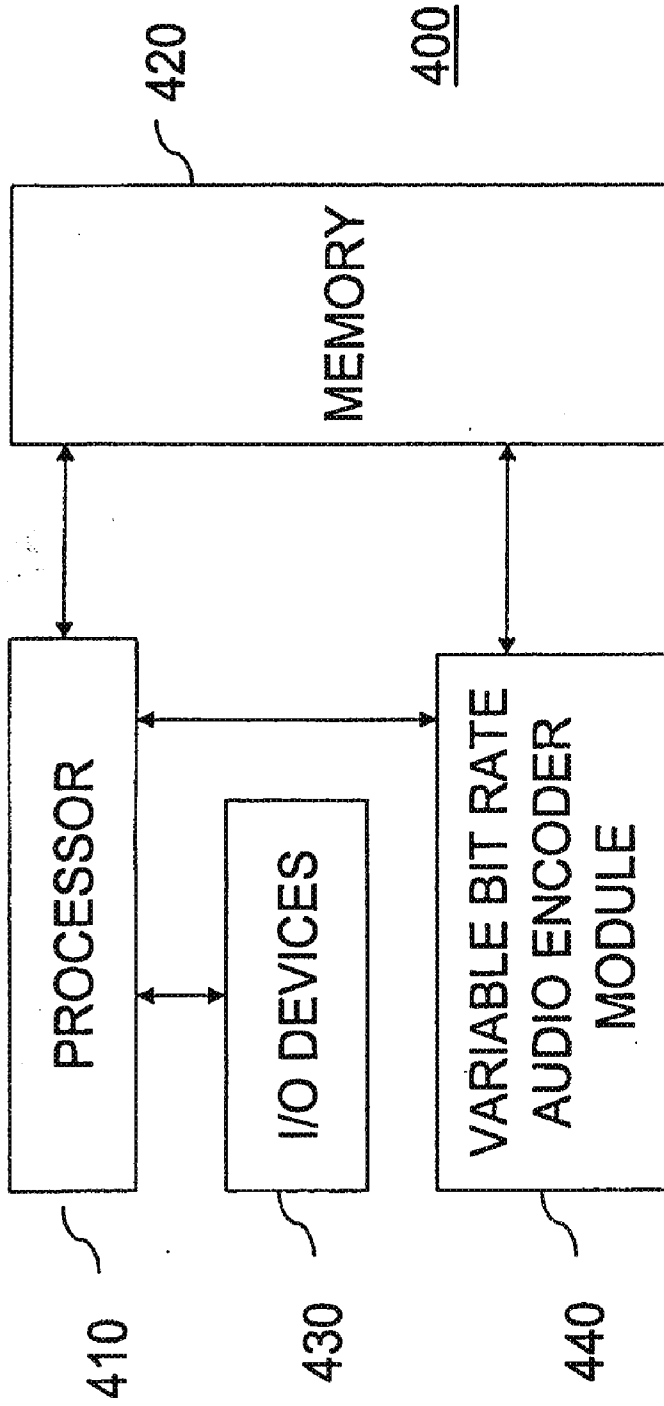 410
PROCESSOR
420
MEMORY
430
I/O DEVICES
400
440
VARIABLE BIT RATE
AUDIO ENCODER
MODULE